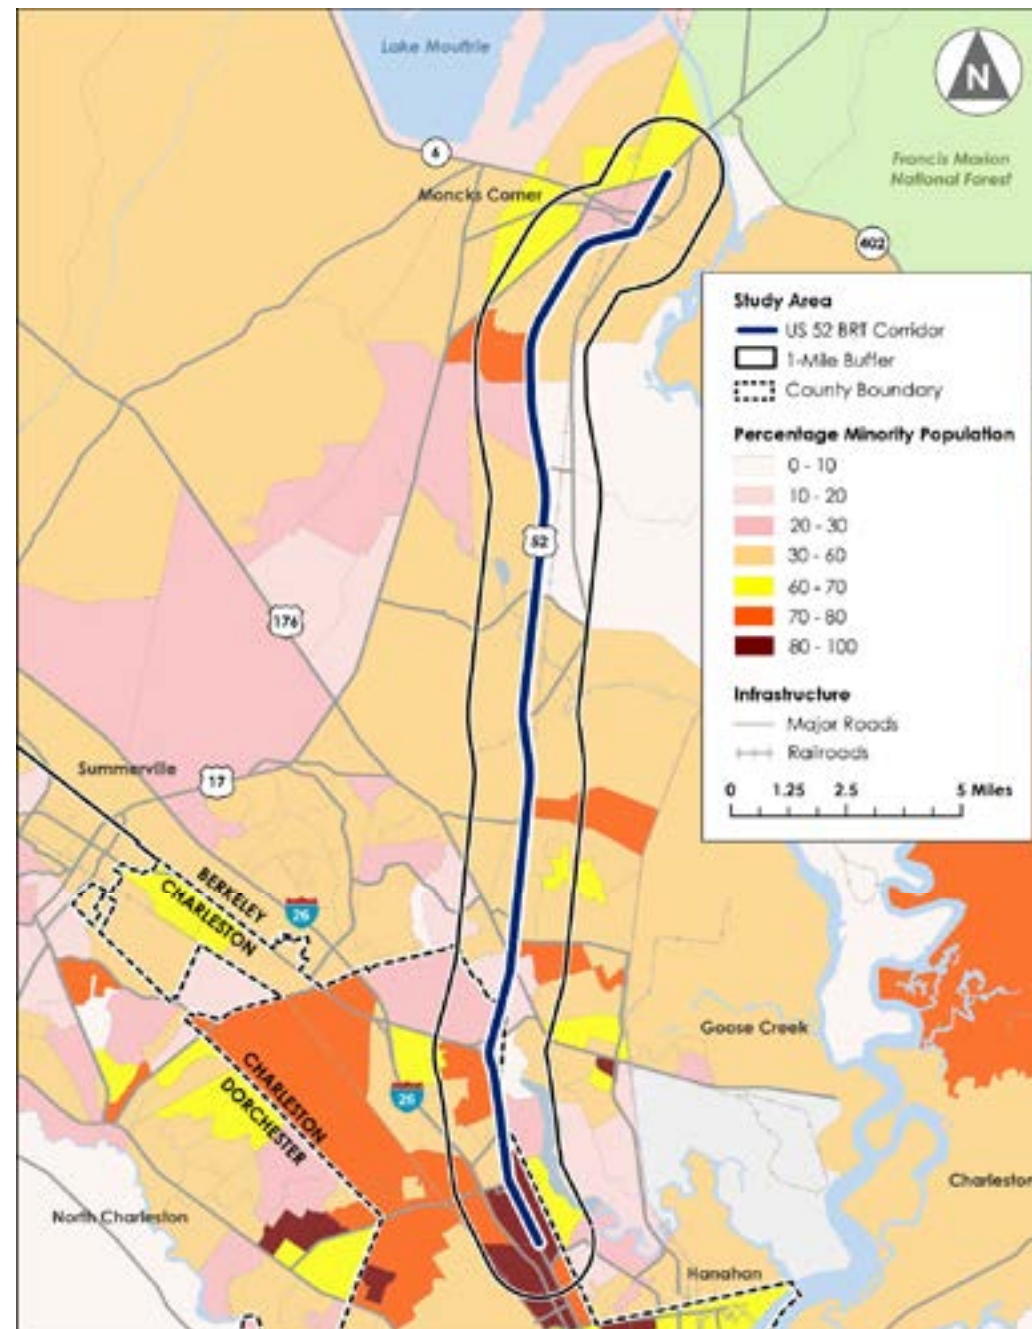 Lake Moultrie
N
6
Francis Marion
National Forest
Moncks Corner
402
Study Area
US 52 BRT Corridor
1-Mile Buffer
County Boundary
Percentage Minority Population
0 - 10
10 - 20
20 - 30
30 - 60
60 - 70
70 - 80
80 - 100
52
176
Infrastructure
Major Roads
Railroads
Summerville
17
0 1.25 2.5 5 Miles
BERKELEY
CHARLESTON
26
Goose Creek
CHARLESTON
DORCHESTER
26
Charleston
North Charleston
Hanahan